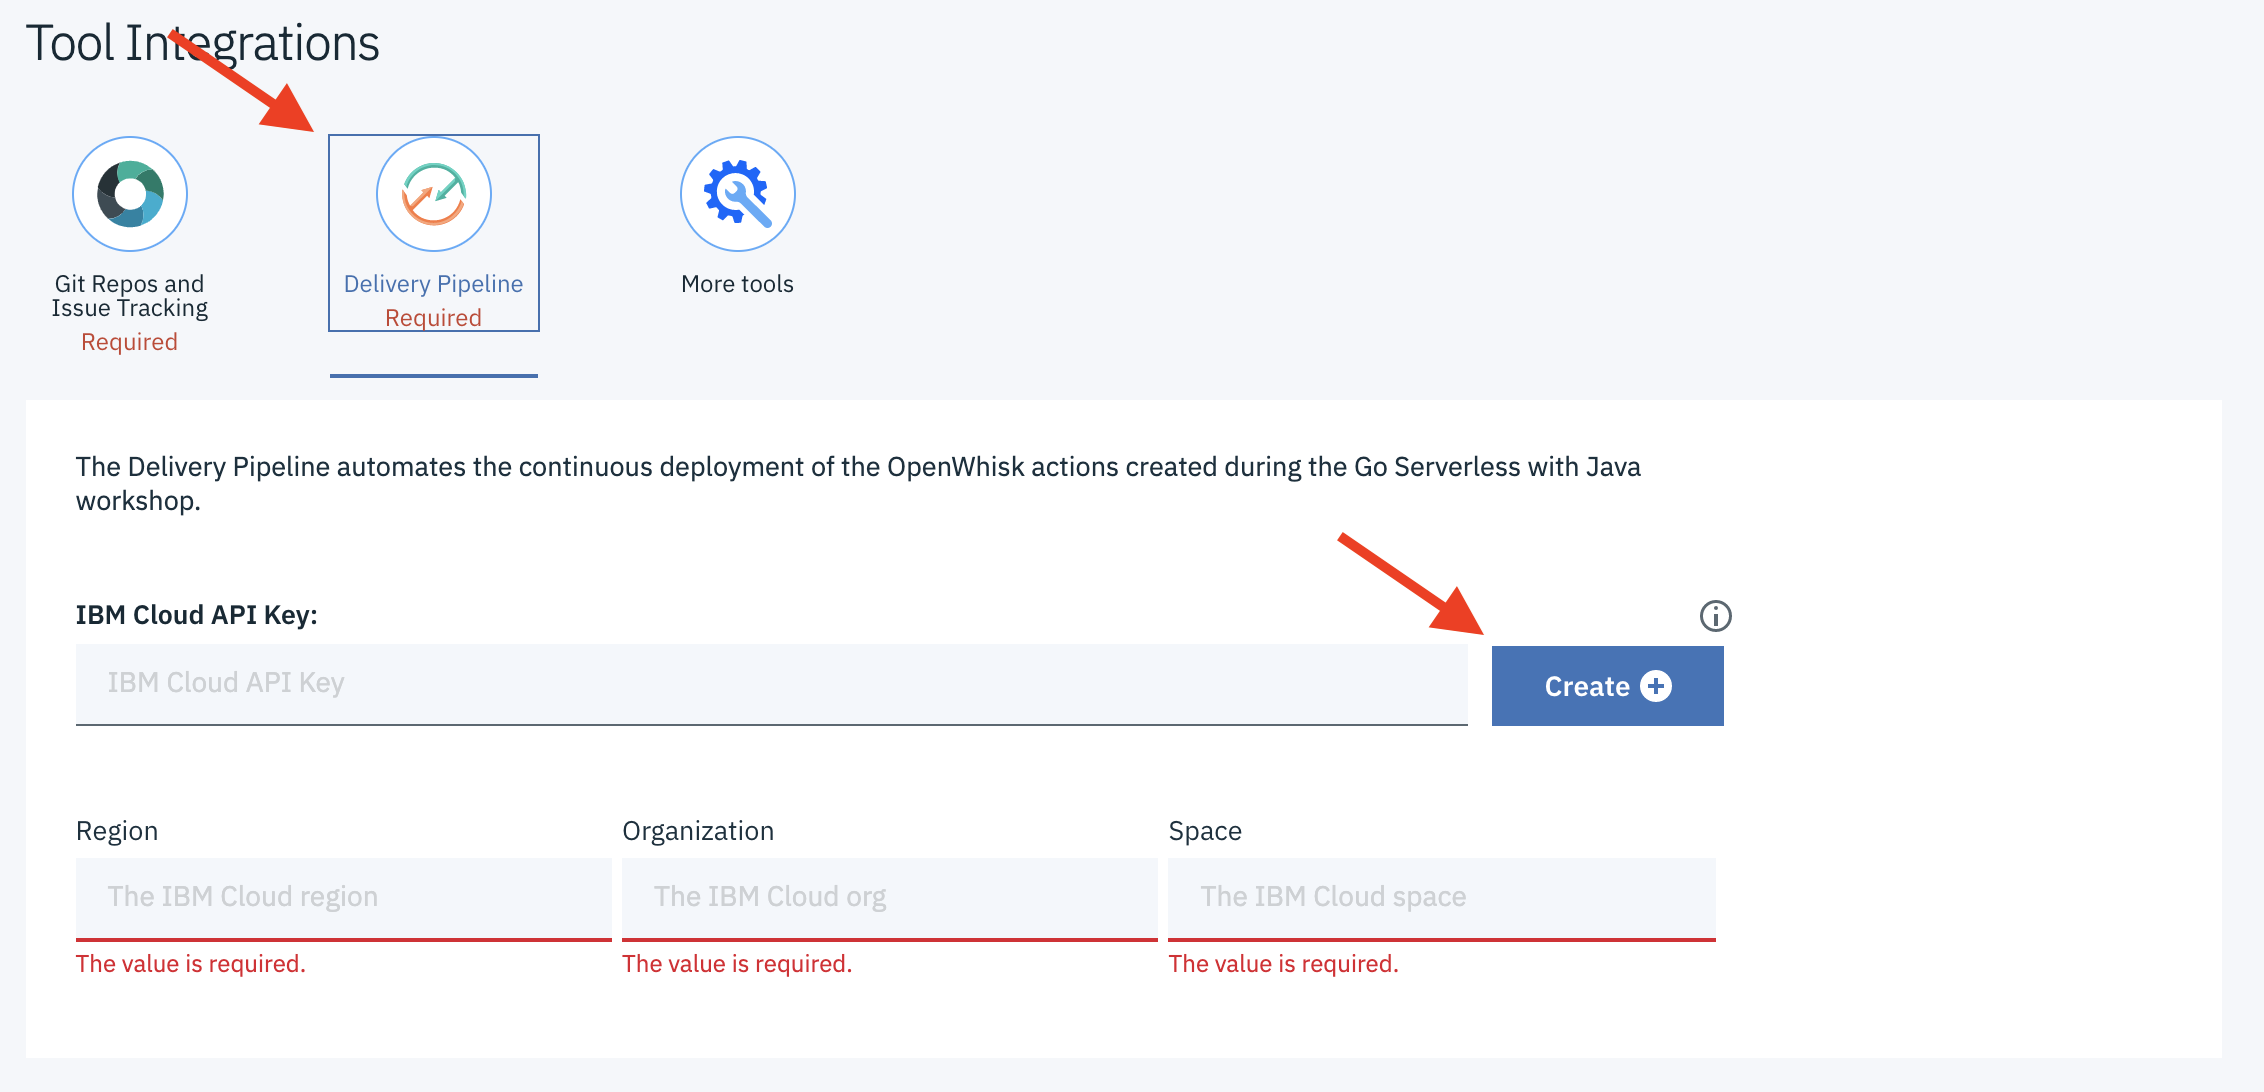 Tool Integrations
Git Repos and
Issue Tracking
Required
Delivery Pipeline
Required
More tools
The Delivery Pipeline automates the continuous deployment of the OpenWhisk actions created during the Go Serverless with Java
workshop.
IBM Cloud API Key:
IBM Cloud API Key
Create
Region
Organization
Space
The IBM Cloud region
The IBM Cloud org
The IBM Cloud space
The value is required.
The value is required.
The value is required.